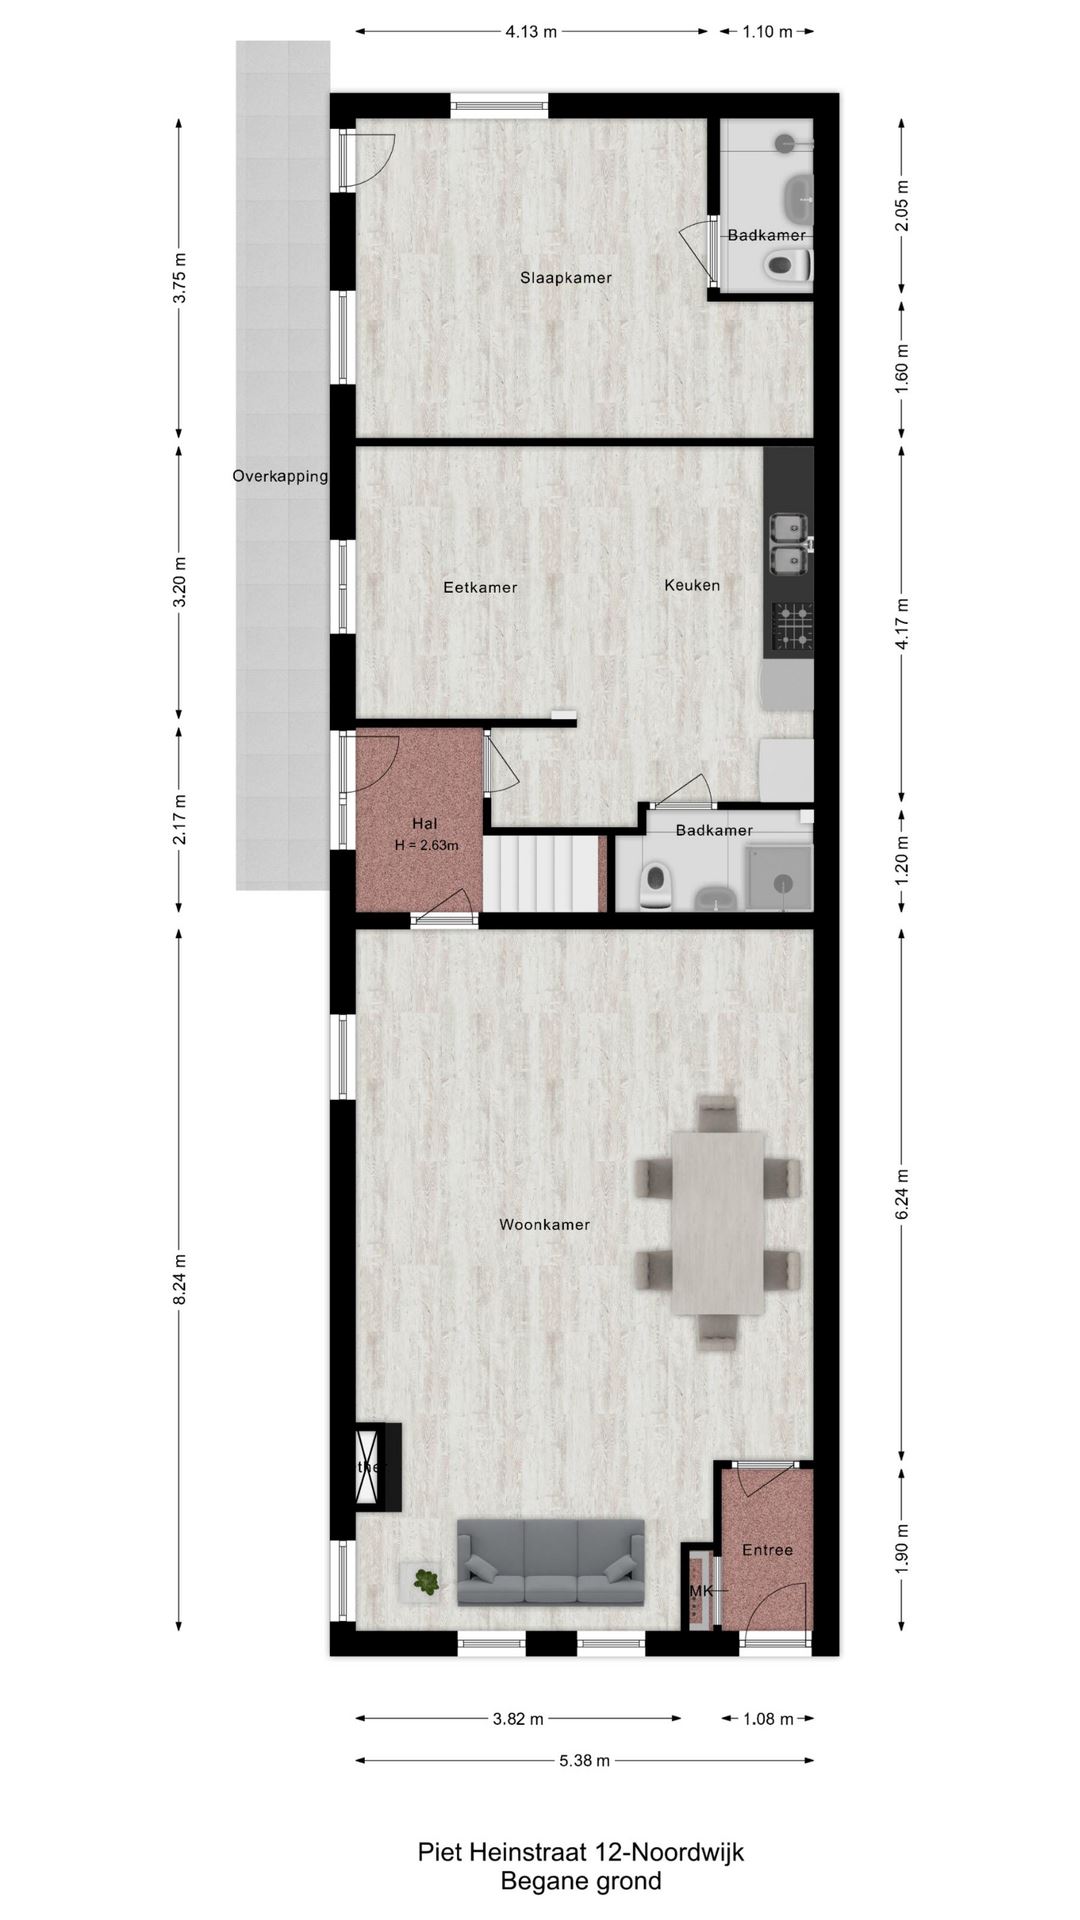 4.13 m
1.10 m
2.05 m
Badkamer
3.75 m
Slaapkamer
1.60 m
Overkapping
3.20 m
Eetkamer
Keuken
4.17 m
2.17 m
Hal
H = 2.63m
Badkamer
1.20 m
6.24 m
Woonkamer
8.24 m
Entree
1.90 m
MK
3.82 m
1.08 m
5.38 m
Piet Heinstraat 12-Noordwijk
Begane grond